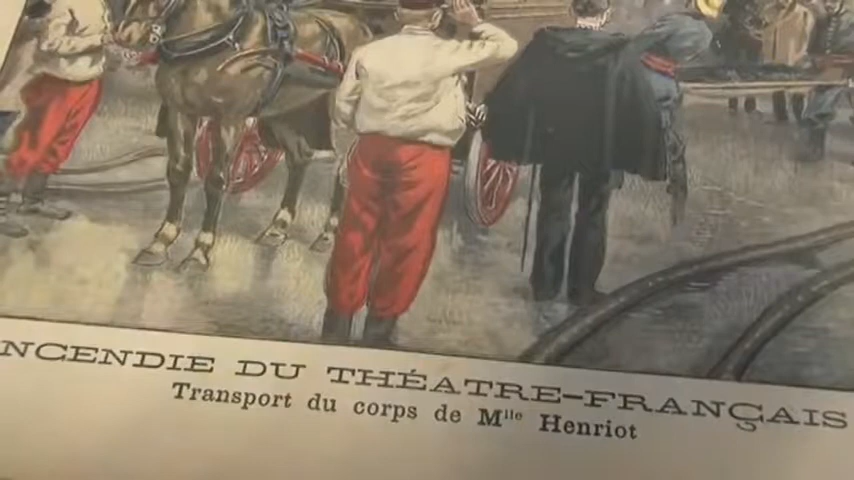 NCENDIE DU THÉATRE-FRANÇAIS
Transport du corps de Mlle Henriot